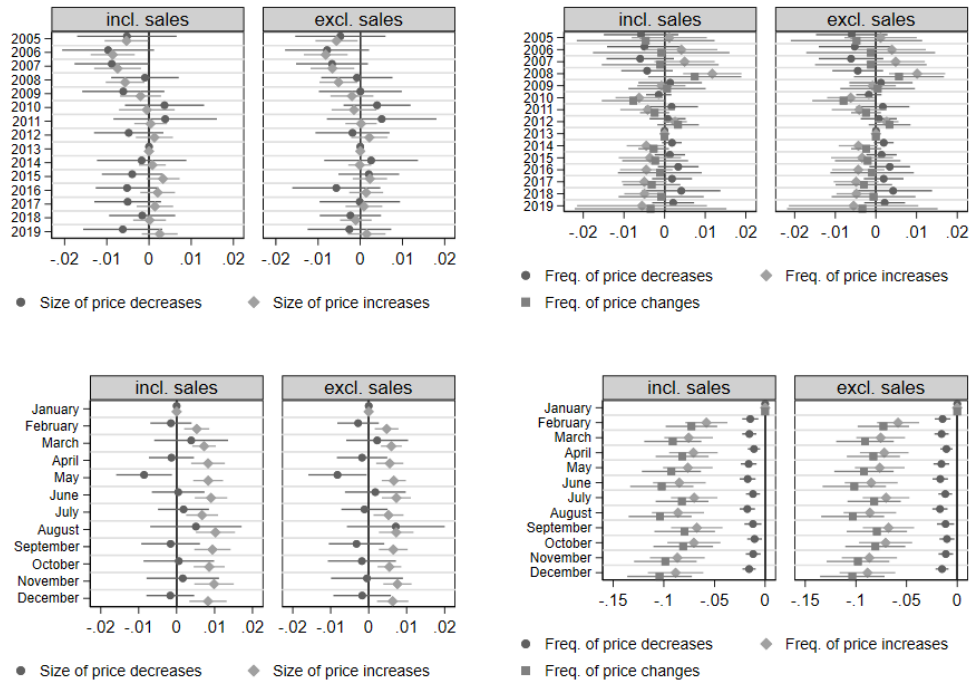 incl. sales
excl. sales
2005
2006
2007
2008
2009
2010
2011
2012
2013
2014
2015
2016
2017
2018
2019
-.02 -.01 0 .01 .02 -.02 -.01 0 .01 .02
Size of price decreases Size of price increases
incl. sales
excl. sales
2005
2006
2007
2008
2009
2010
2011
2012
2013
2014
2015
2016
2017
2018
2019
-.02 -.01 0 .01 .02 -.02 -.01 0 .01 .02
Freq. of price decreases Freq. of price increases
Freq. of price changes
incl. sales
excl. sales
January
February
March
April
May
June
July
August
September
October
November
December
-.02 -.01 0 .01 .02 -.02 -.01 0 .01 .02
Size of price decreases Size of price increases
incl. sales
excl. sales
January
February
March
April
May
June
July
August
September
October
November
December
-.15 -.1 -.05 0 -.15 -.1 -.05 0
Freq. of price decreases Freq. of price increases
Freq. of price changes